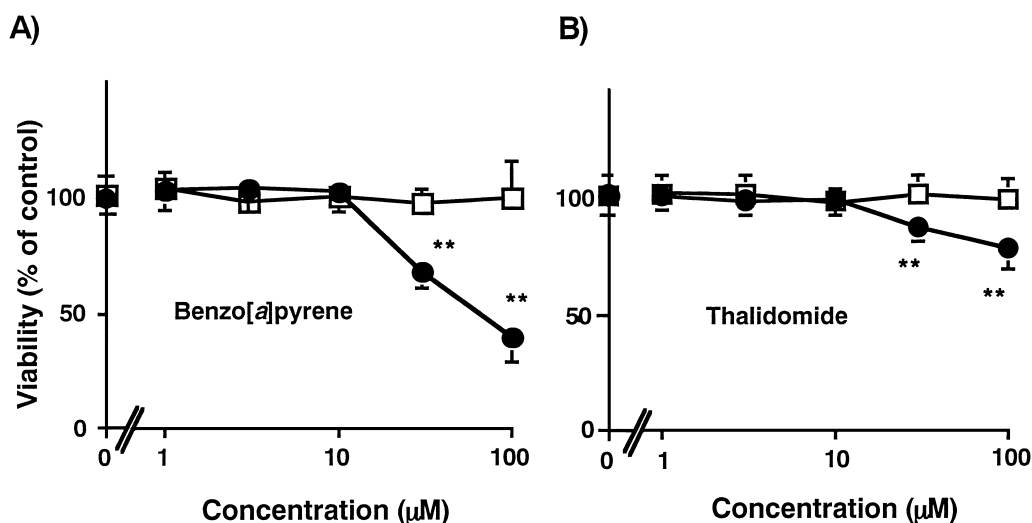 A)
Viability (% of control)
100
50
0
Benzo[a]pyrene
**
**
0 1 10 100
Concentration (μM)
B)
100
50
0
Thalidomide
**
**
0 1 10 100
Concentration (μM)